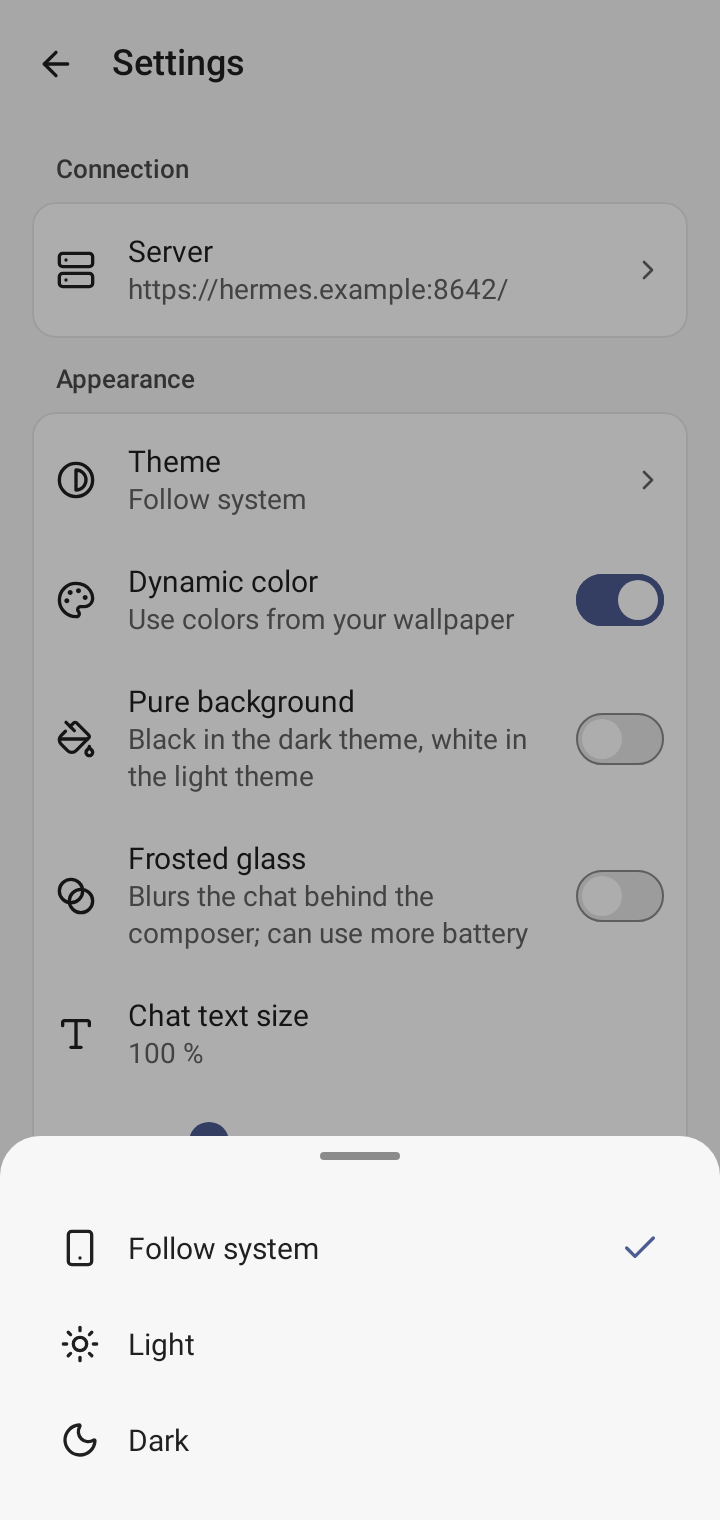 Settings
Connection
Server
https://hermes.example:8642/
Appearance
Theme
Follow system
Dynamic color
Use colors from your wallpaper
Pure background
Black in the dark theme, white in
the light theme
Frosted glass
Blurs the chat behind the
composer; can use more battery
Chat text size
100 %
Follow system
Light
Dark